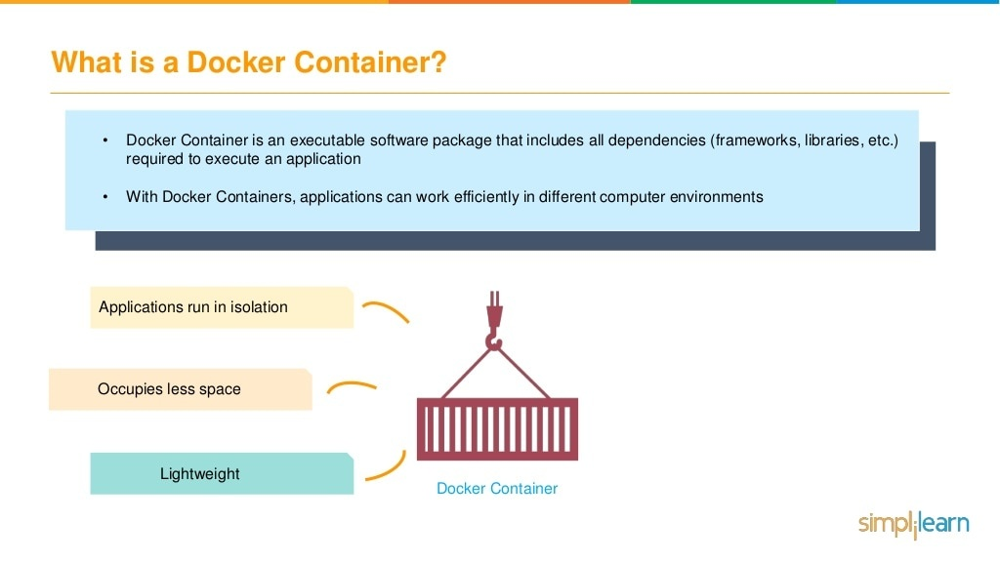 What is a Docker Container?
• Docker Container is an executable software package that includes all dependencies (frameworks, libraries, etc.)
required to execute an application
• With Docker Containers, applications can work efficiently in different computer environments
Applications run in isolation
Occupies less space
Lightweight
Docker Container
simplilearn